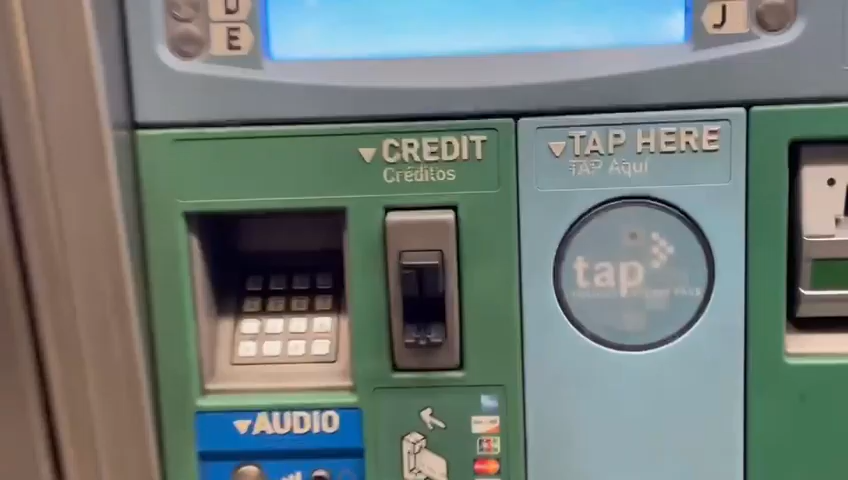 D
E
J
CREDIT
Créditos
TAP HERE
TAP Aquí
tap
AUDIO